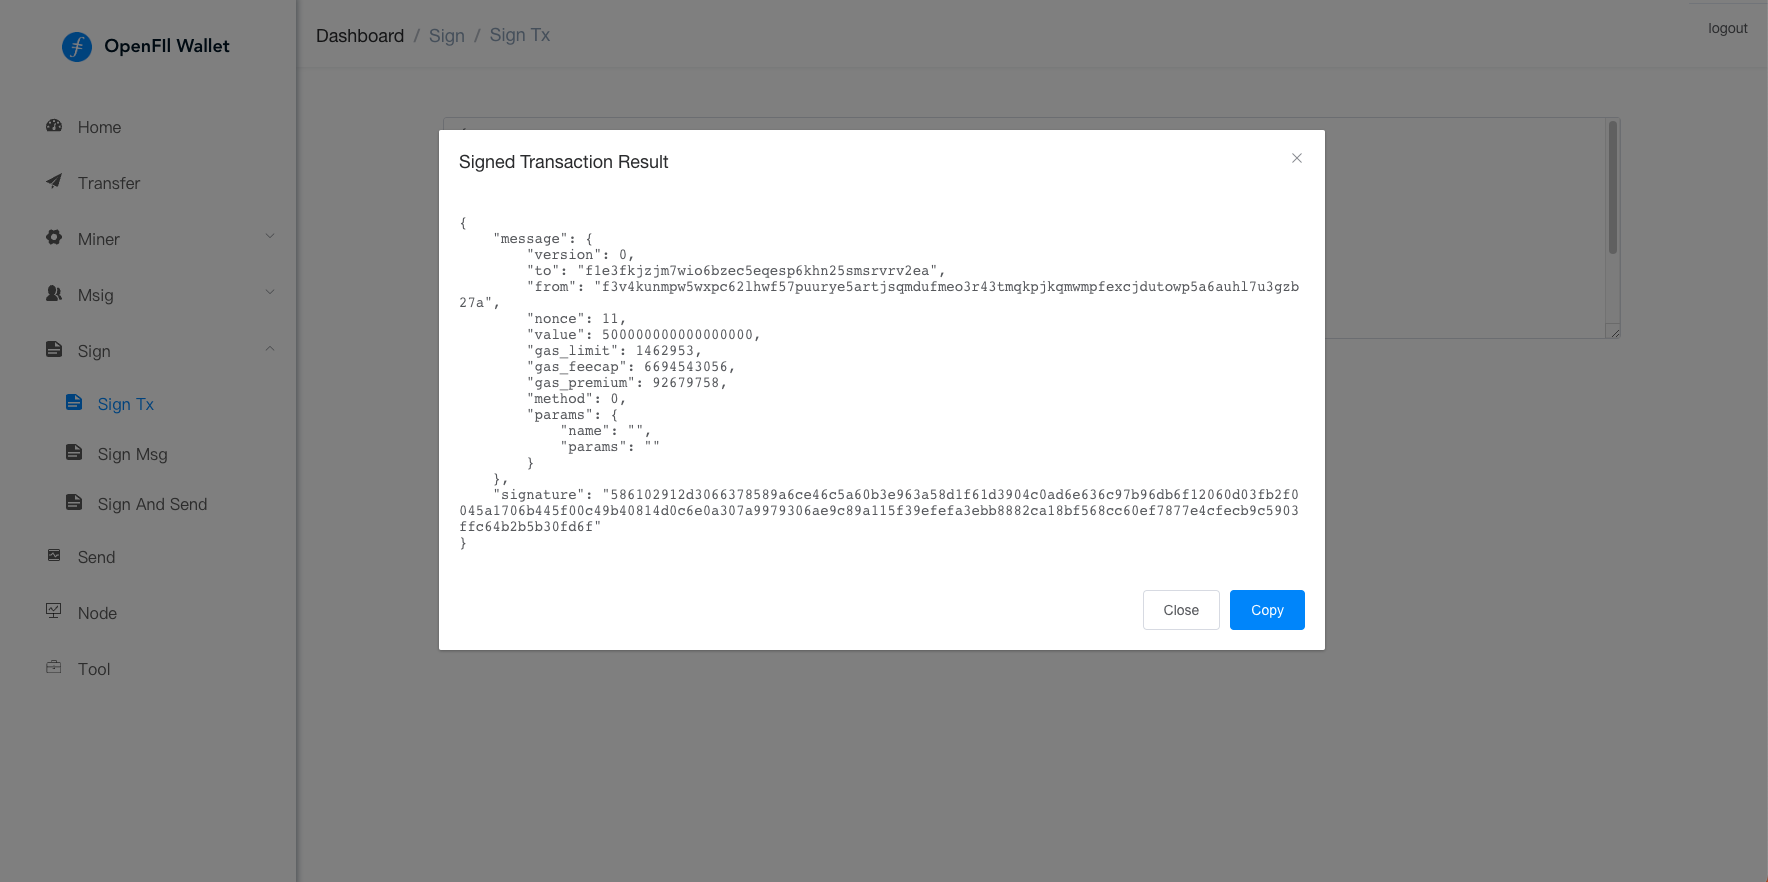 OpenFIl Wallet
Dashboard / Sign / Sign Tx
logout
Home
Transfer
Miner
Msig
Sign
Sign Tx
Sign Msg
Sign And Send
Send
Node
Tool
Signed Transaction Result
{
    "message": {
        "version": 0,
        "to": "f1e3fkjzjm7wio6bzec5eqesp6khn25smsrvrv2ea",
        "from": "f3v4kunmpw5wxpc62lhwf57puurye5artjsqmdufmeo3r43tmqkpjkqmwmpfexcjdutowp5a6auhl7u3gzb
27a",
        "nonce": 11,
        "value": 500000000000000000,
        "gas_limit": 1462953,
        "gas_feecap": 6694543056,
        "gas_premium": 92679758,
        "method": 0,
        "params": {
            "name": "",
            "params": ""
        }
    },
    "signature": "586102912d3066378589a6ce46c5a60b3e963a58d1f61d3904c0ad6e636c97b96db6f12060d03fb2f0
045a1706b445f00c49b40814d0c6e0a307a9979306ae9c89a115f39efefa3ebb8882ca18bf568cc60ef7877e4cfecb9c5903
ffc64b2b5b30fd6f"
}
Close
Copy